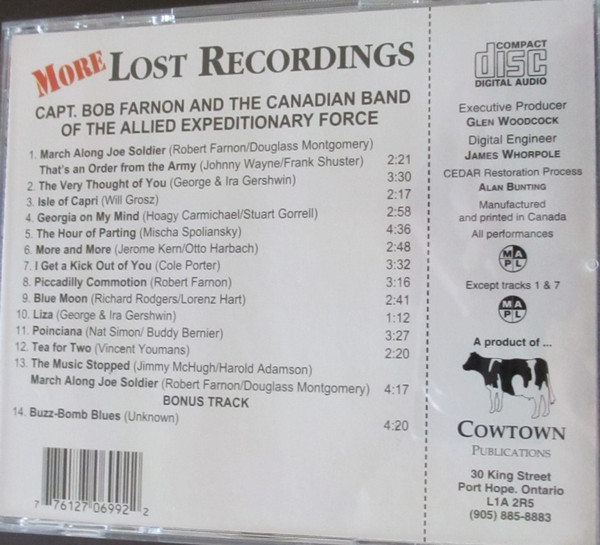 MORE LOST RECORDINGS
CAPT. BOB FARNON AND THE CANADIAN BAND
OF THE ALLIED EXPEDITIONARY FORCE
1. March Along Joe Soldier (Robert Farnon/Douglass Montgomery)
That's an Order from the Army (Johnny Wayne/Frank Shuster) 2:21
2. The Very Thought of You (George & Ira Gershwin) 3:30
3. Isle of Capri (Will Grosz) 2:17
4. Georgia on My Mind (Hoagy Carmichael/Stuart Gorrell) 2:58
5. The Hour of Parting (Mischa Spoliansky) 4:36
6. More and More (Jerome Kern/Otto Harbach) 2:48
7. I Get a Kick Out of You (Cole Porter) 3:32
8. Piccadilly Commotion (Robert Farnon) 3:16
9. Blue Moon (Richard Rodgers/Lorenz Hart) 2:41
10. Liza (George & Ira Gershwin) 1:12
11. Poinciana (Nat Simon/ Buddy Bernier) 3:27
12. Tea for Two (Vincent Youmans) 2:20
13. The Music Stopped (Jimmy McHugh/Harold Adamson)
March Along Joe Soldier (Robert Farnon/Douglass Montgomery) 4:17
BONUS TRACK
14. Buzz-Bomb Blues (Unknown) 4:20
7 76127 06992 2
COMPACT
disc
DIGITAL AUDIO
Executive Producer
GLEN WOODCOCK
Digital Engineer
JAMES WHORPOLE
CEDAR Restoration Process
ALAN BUNTING
Manufactured
and printed in Canada
All performances
M A
P L
Except tracks 1 & 7
M A
P L
A product of ...
COWTOWN
PUBLICATIONS
30 King Street
Port Hope. Ontario
L1A 2R5
(905) 885-8883